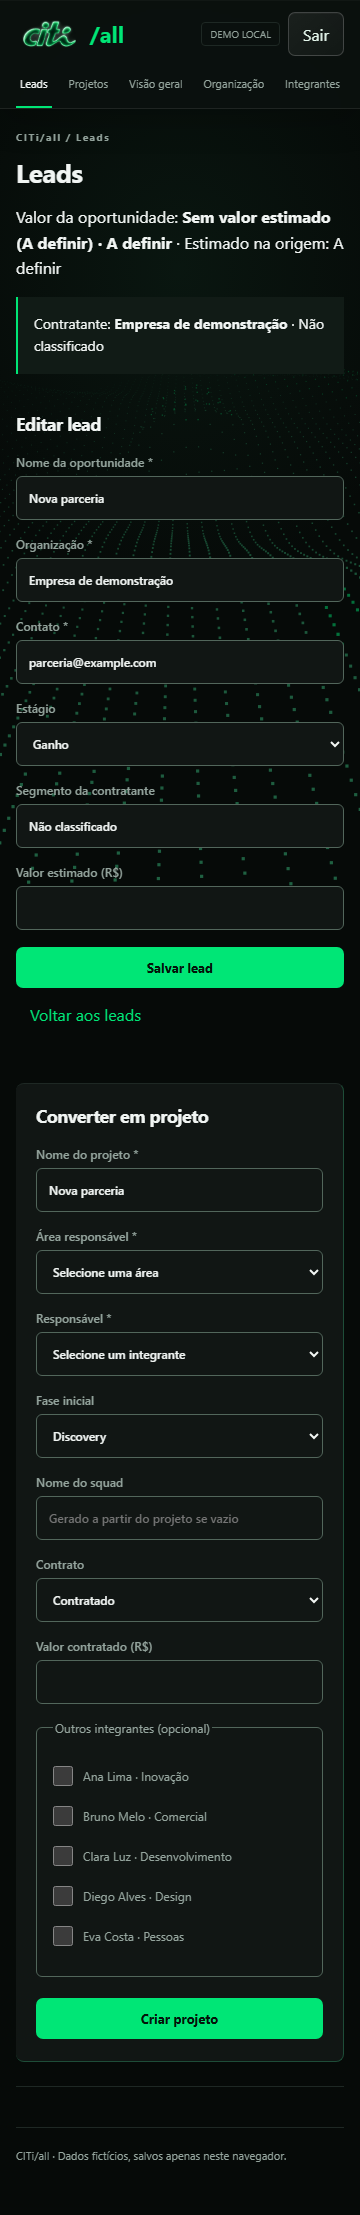 citi /all
DEMO LOCAL
Sair
Leads Projetos Visão geral Organização Integrantes
CITi/all / Leads
Leads
Valor da oportunidade: Sem valor estimado
(A definir) · A definir · Estimado na origem: A
definir
Contratante: Empresa de demonstração · Não
classificado
Editar lead
Nome da oportunidade *
Nova parceria
Organização *
Empresa de demonstração
Contato *
parceria@example.com
Estágio
Ganho
Segmento da contratante
Não classificado
Valor estimado (R$)
Salvar lead
Voltar aos leads
Converter em projeto
Nome do projeto *
Nova parceria
Área responsável *
Selecione uma área
Responsável *
Selecione um integrante
Fase inicial
Discovery
Nome do squad
Gerado a partir do projeto se vazio
Contrato
Contratado
Valor contratado (R$)
Outros integrantes (opcional)
Ana Lima · Inovação
Bruno Melo · Comercial
Clara Luz · Desenvolvimento
Diego Alves · Design
Eva Costa · Pessoas
Criar projeto
CITi/all · Dados fictícios, salvos apenas neste navegador.